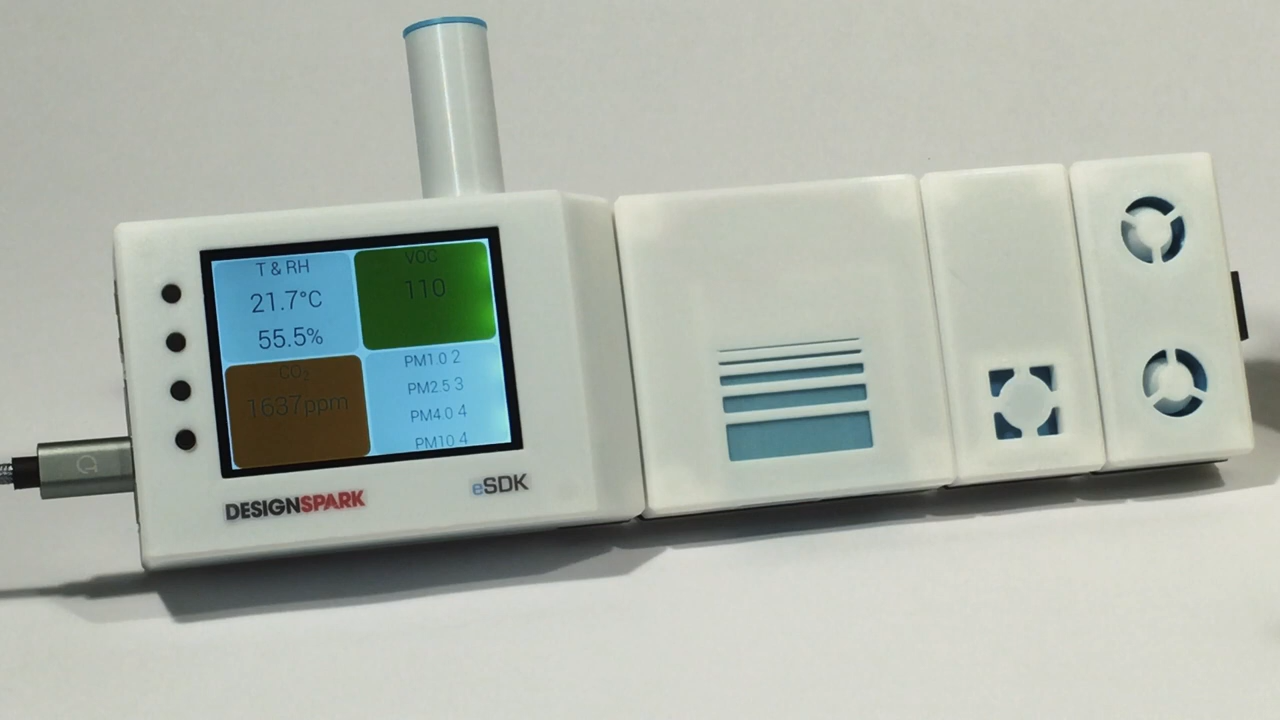 T & RH
21.7°C
55.5%
VOC
110
CO₂
1637ppm
PM1.0 2
PM2.5 3
PM4.0 4
PM10 4
DESIGNSPARK
eSDK